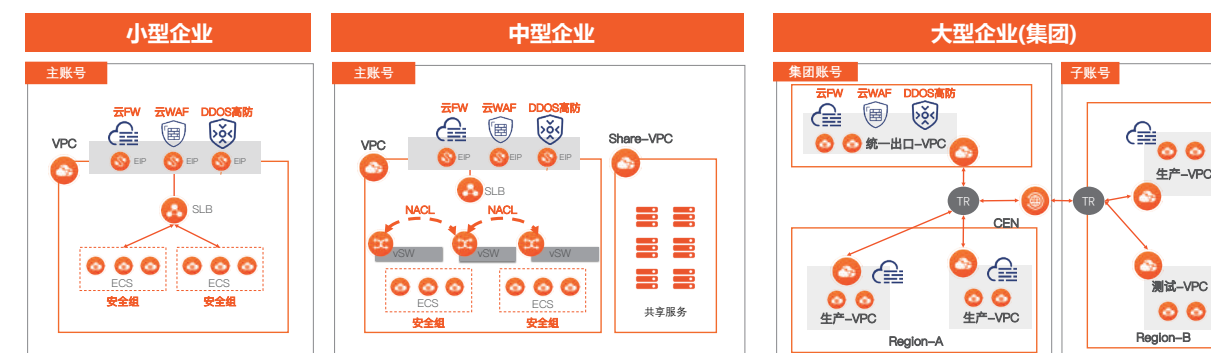 小型企业
主账号
云FW 云WAF DDOS高防
VPC
EIP EIP EIP
SLB
ECS ECS
安全组 安全组
中型企业
主账号
云FW 云WAF DDOS高防
VPC
Share-VPC
EIP EIP EIP
SLB
NACL NACL
vSW vSW vSW
ECS ECS
安全组 安全组
共享服务
大型企业(集团)
集团账号
云FW 云WAF DDOS高防
统一出口-VPC
TR
CEN
生产-VPC 生产-VPC
Region-A
子账号
生产-VPC
TR
测试-VPC
Region-B